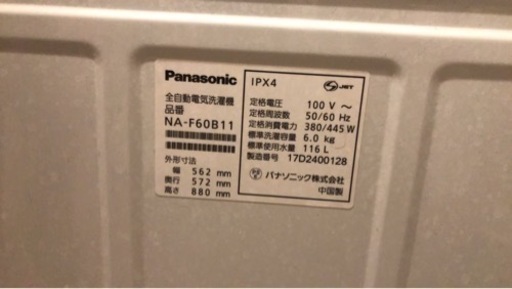 Panasonic
全自動電気洗濯機
品番
NA-F60B11
外形寸法
幅 562 mm
奥行 572 mm
高さ 880 mm
IPX4
JET
定格電圧 100 V ～
定格周波数 50/60 Hz
定格消費電力 380/445 W
標準洗濯容量 6.0 kg
標準使用水量 116 L
製造番号 17D2400128
パナソニック株式会社
中国製